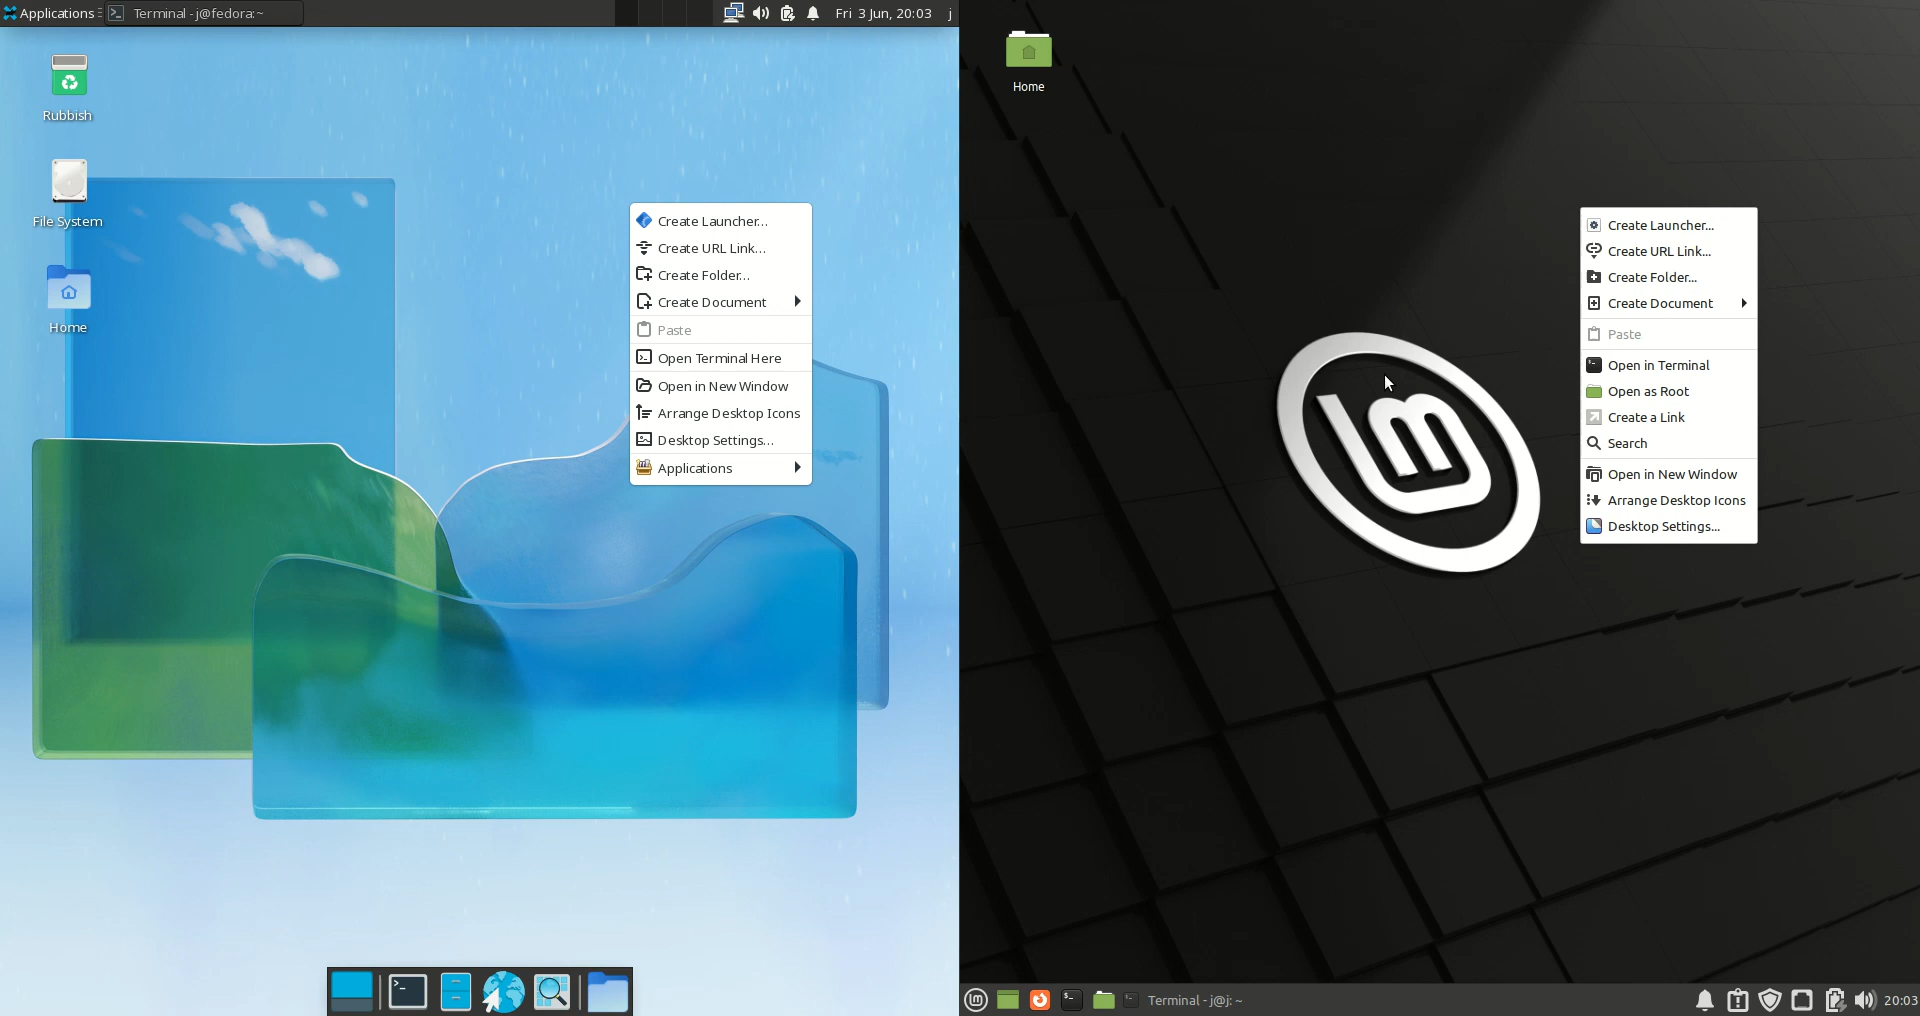 Applications
Terminal - j@fedora:~
Fri 3 Jun, 20:03
j
Rubbish
File System
Home
Create Launcher...
Create URL Link...
Create Folder...
Create Document
Paste
Open Terminal Here
Open in New Window
Arrange Desktop Icons
Desktop Settings...
Applications
Home
Create Launcher...
Create URL Link...
Create Folder...
Create Document
Paste
Open in Terminal
Open as Root
Create a Link
Search
Open in New Window
Arrange Desktop Icons
Desktop Settings...
Terminal - j@j: ~
20:03